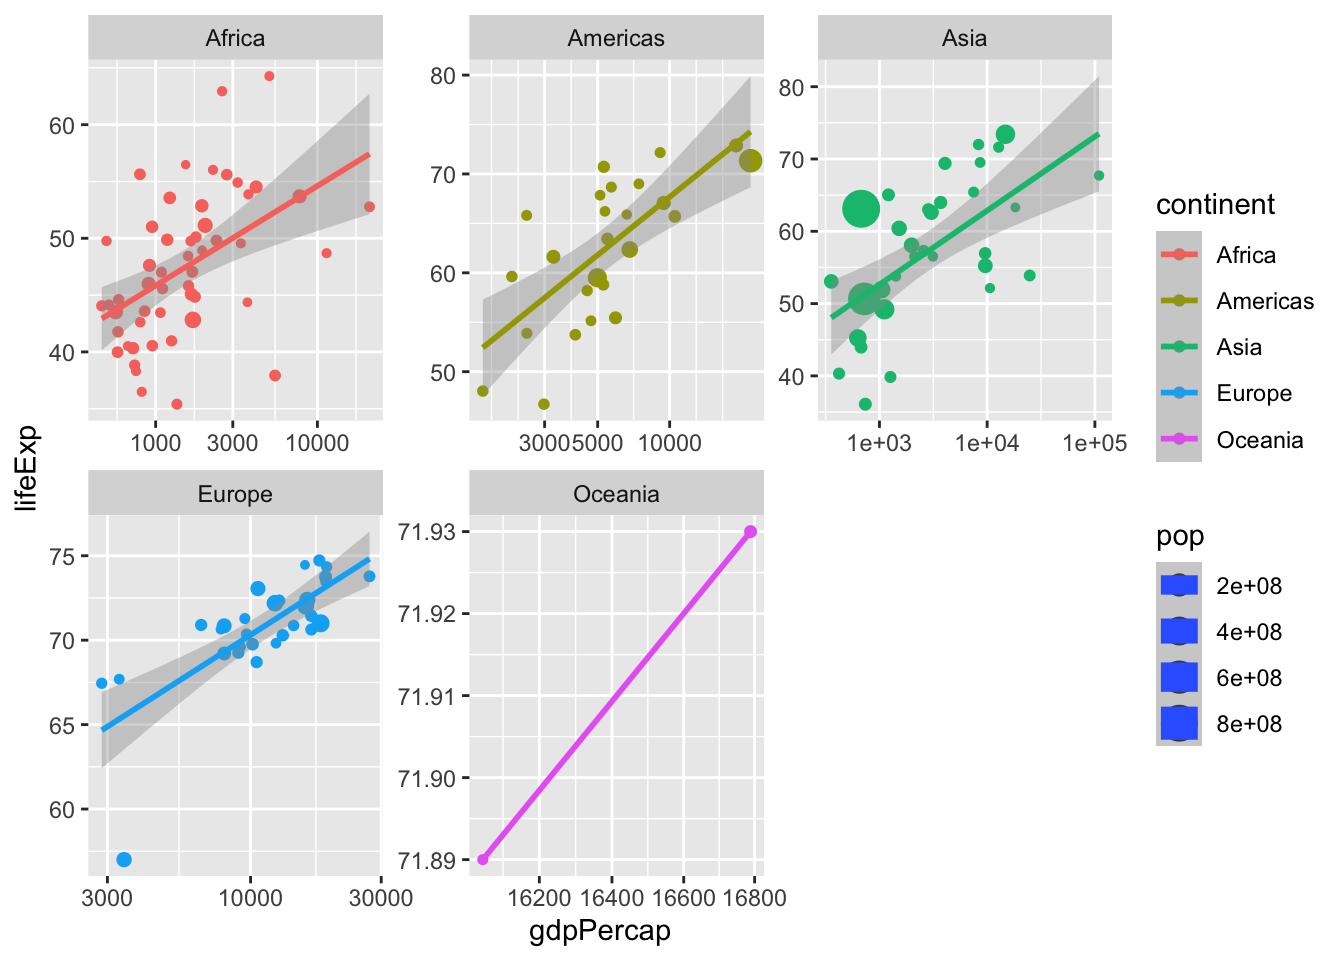 Africa
60
50
40
1000 3000 10000
Americas
80
70
60
50
3000 5000 10000
Asia
80
70
60
50
40
1e+03 1e+04 1e+05
lifeExp
Europe
75
70
65
60
3000 10000 30000
Oceania
71.93
71.92
71.91
71.90
71.89
16200 16400 16600 16800
gdpPercap
continent
Africa
Americas
Asia
Europe
Oceania
pop
2e+08
4e+08
6e+08
8e+08